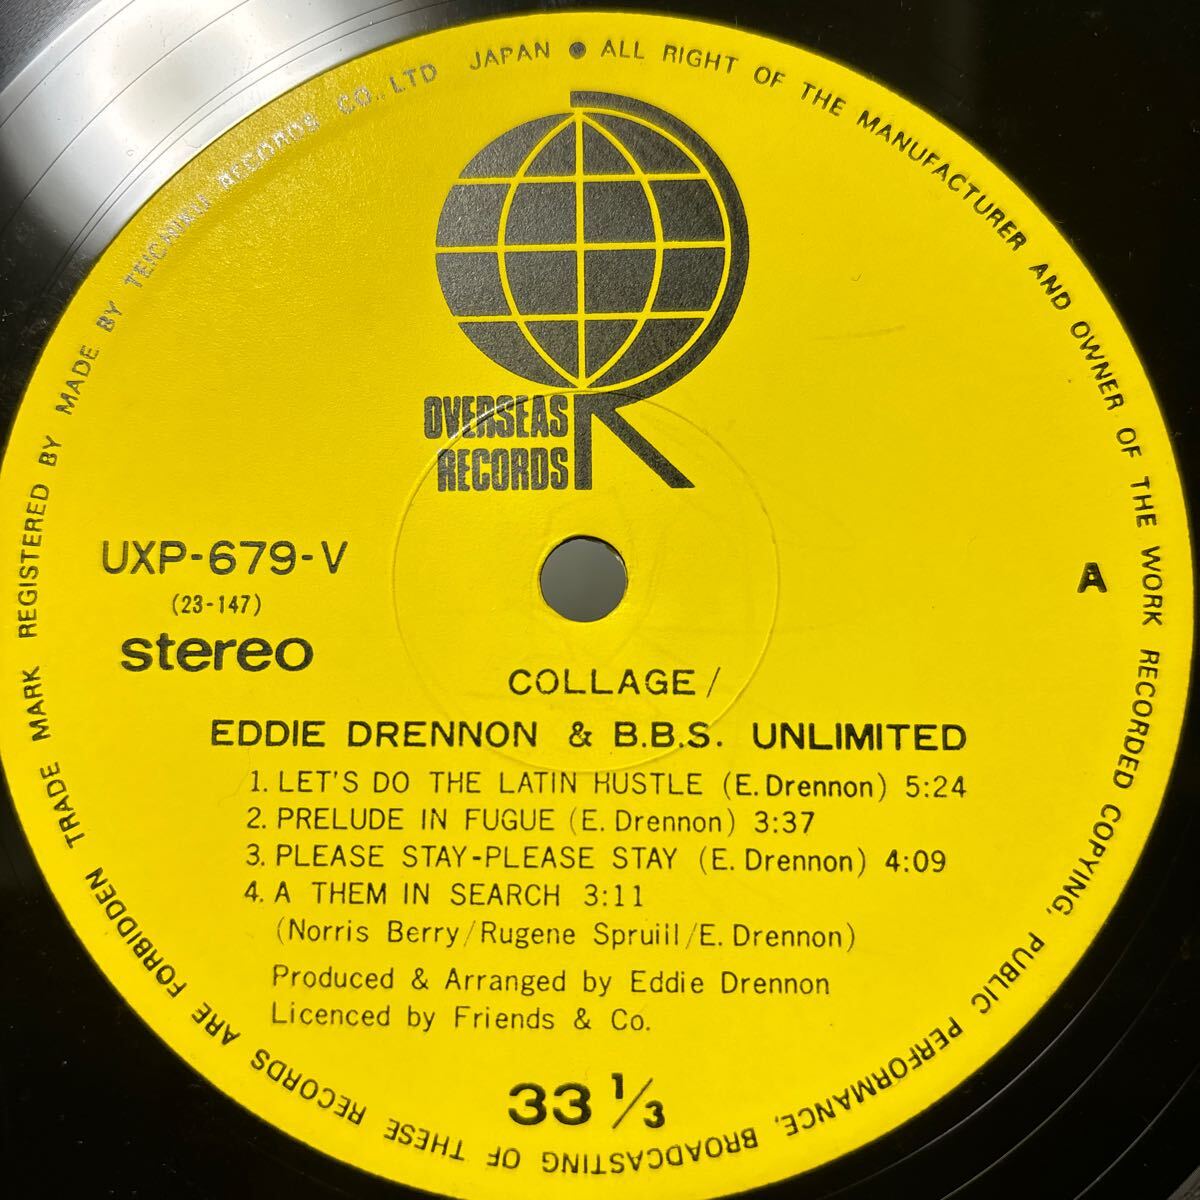 TRADE MARK REGISTERED BY MADE BY TEICHIKU RECORDS CO., LTD JAPAN ● ALL RIGHT OF THE MANUFACTURER AND OWNER OF THE WORK RECORDED COPYING, PUBLIC PERFORMANCE, BROADCASTING OF THESE RECORDS ARE FORBIDDEN
OVERSEAS
RECORDS
UXP-679-V
(23-147)
stereo
A
COLLAGE /
EDDIE DRENNON & B.B.S. UNLIMITED
1. LET'S DO THE LATIN HUSTLE (E. Drennon) 5:24
2. PRELUDE IN FUGUE (E. Drennon) 3:37
3. PLEASE STAY-PLEASE STAY (E. Drennon) 4:09
4. A THEM IN SEARCH 3:11
(Norris Berry/Rugene Spruiil/E. Drennon)
Produced & Arranged by Eddie Drennon
Licenced by Friends & Co.
33 1/3